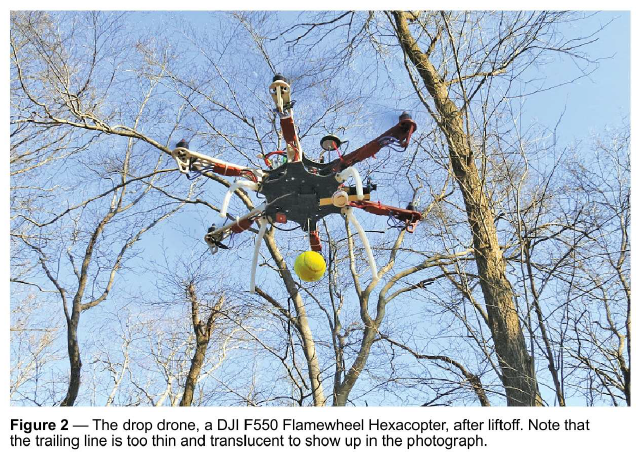 Figure 2 — The drop drone, a DJI F550 Flamewheel Hexacopter, after liftoff. Note that
the trailing line is too thin and translucent to show up in the photograph.